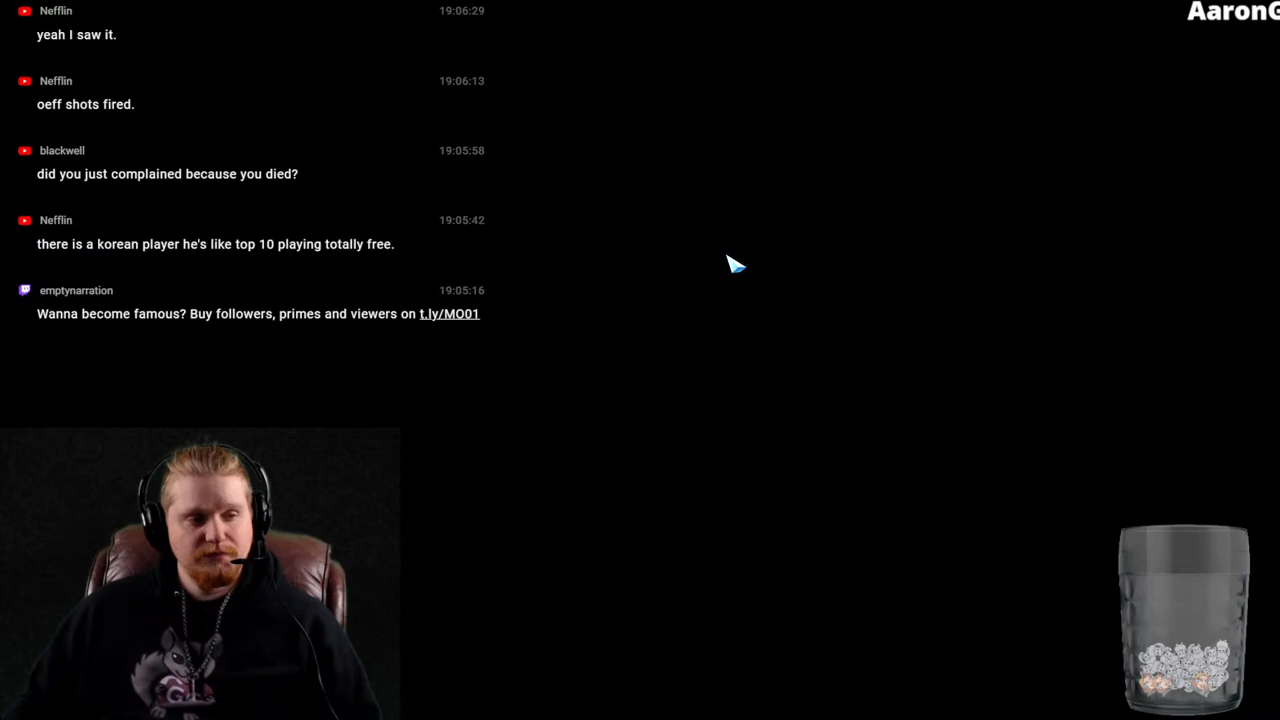 Nefflin 19:06:29
AaronG
yeah I saw it.
Nefflin 19:06:13
oeff shots fired.
blackwell 19:05:58
did you just complained because you died?
Nefflin 19:05:42
there is a korean player he's like top 10 playing totally free.
emptynarration 19:05:16
Wanna become famous? Buy followers, primes and viewers on t.ly/MO01